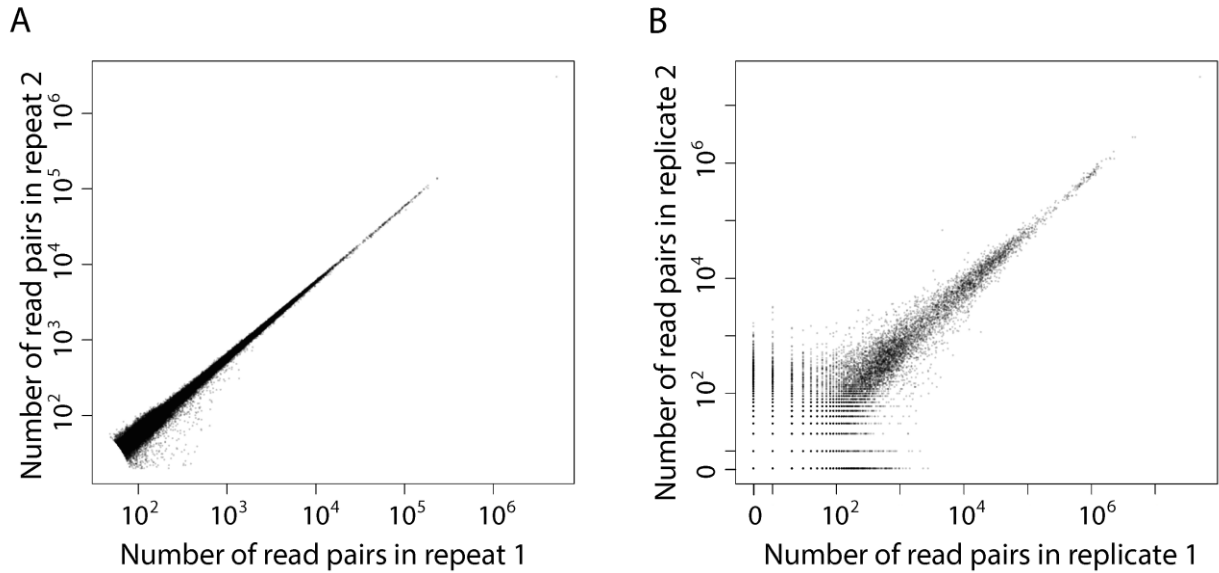 A
Number of read pairs in repeat 2
10^6
10^5
10^4
10^3
10^2
10^2 10^3 10^4 10^5 10^6
Number of read pairs in repeat 1
B
Number of read pairs in replicate 2
10^6
10^4
10^2
0
0 10^2 10^4 10^6
Number of read pairs in replicate 1